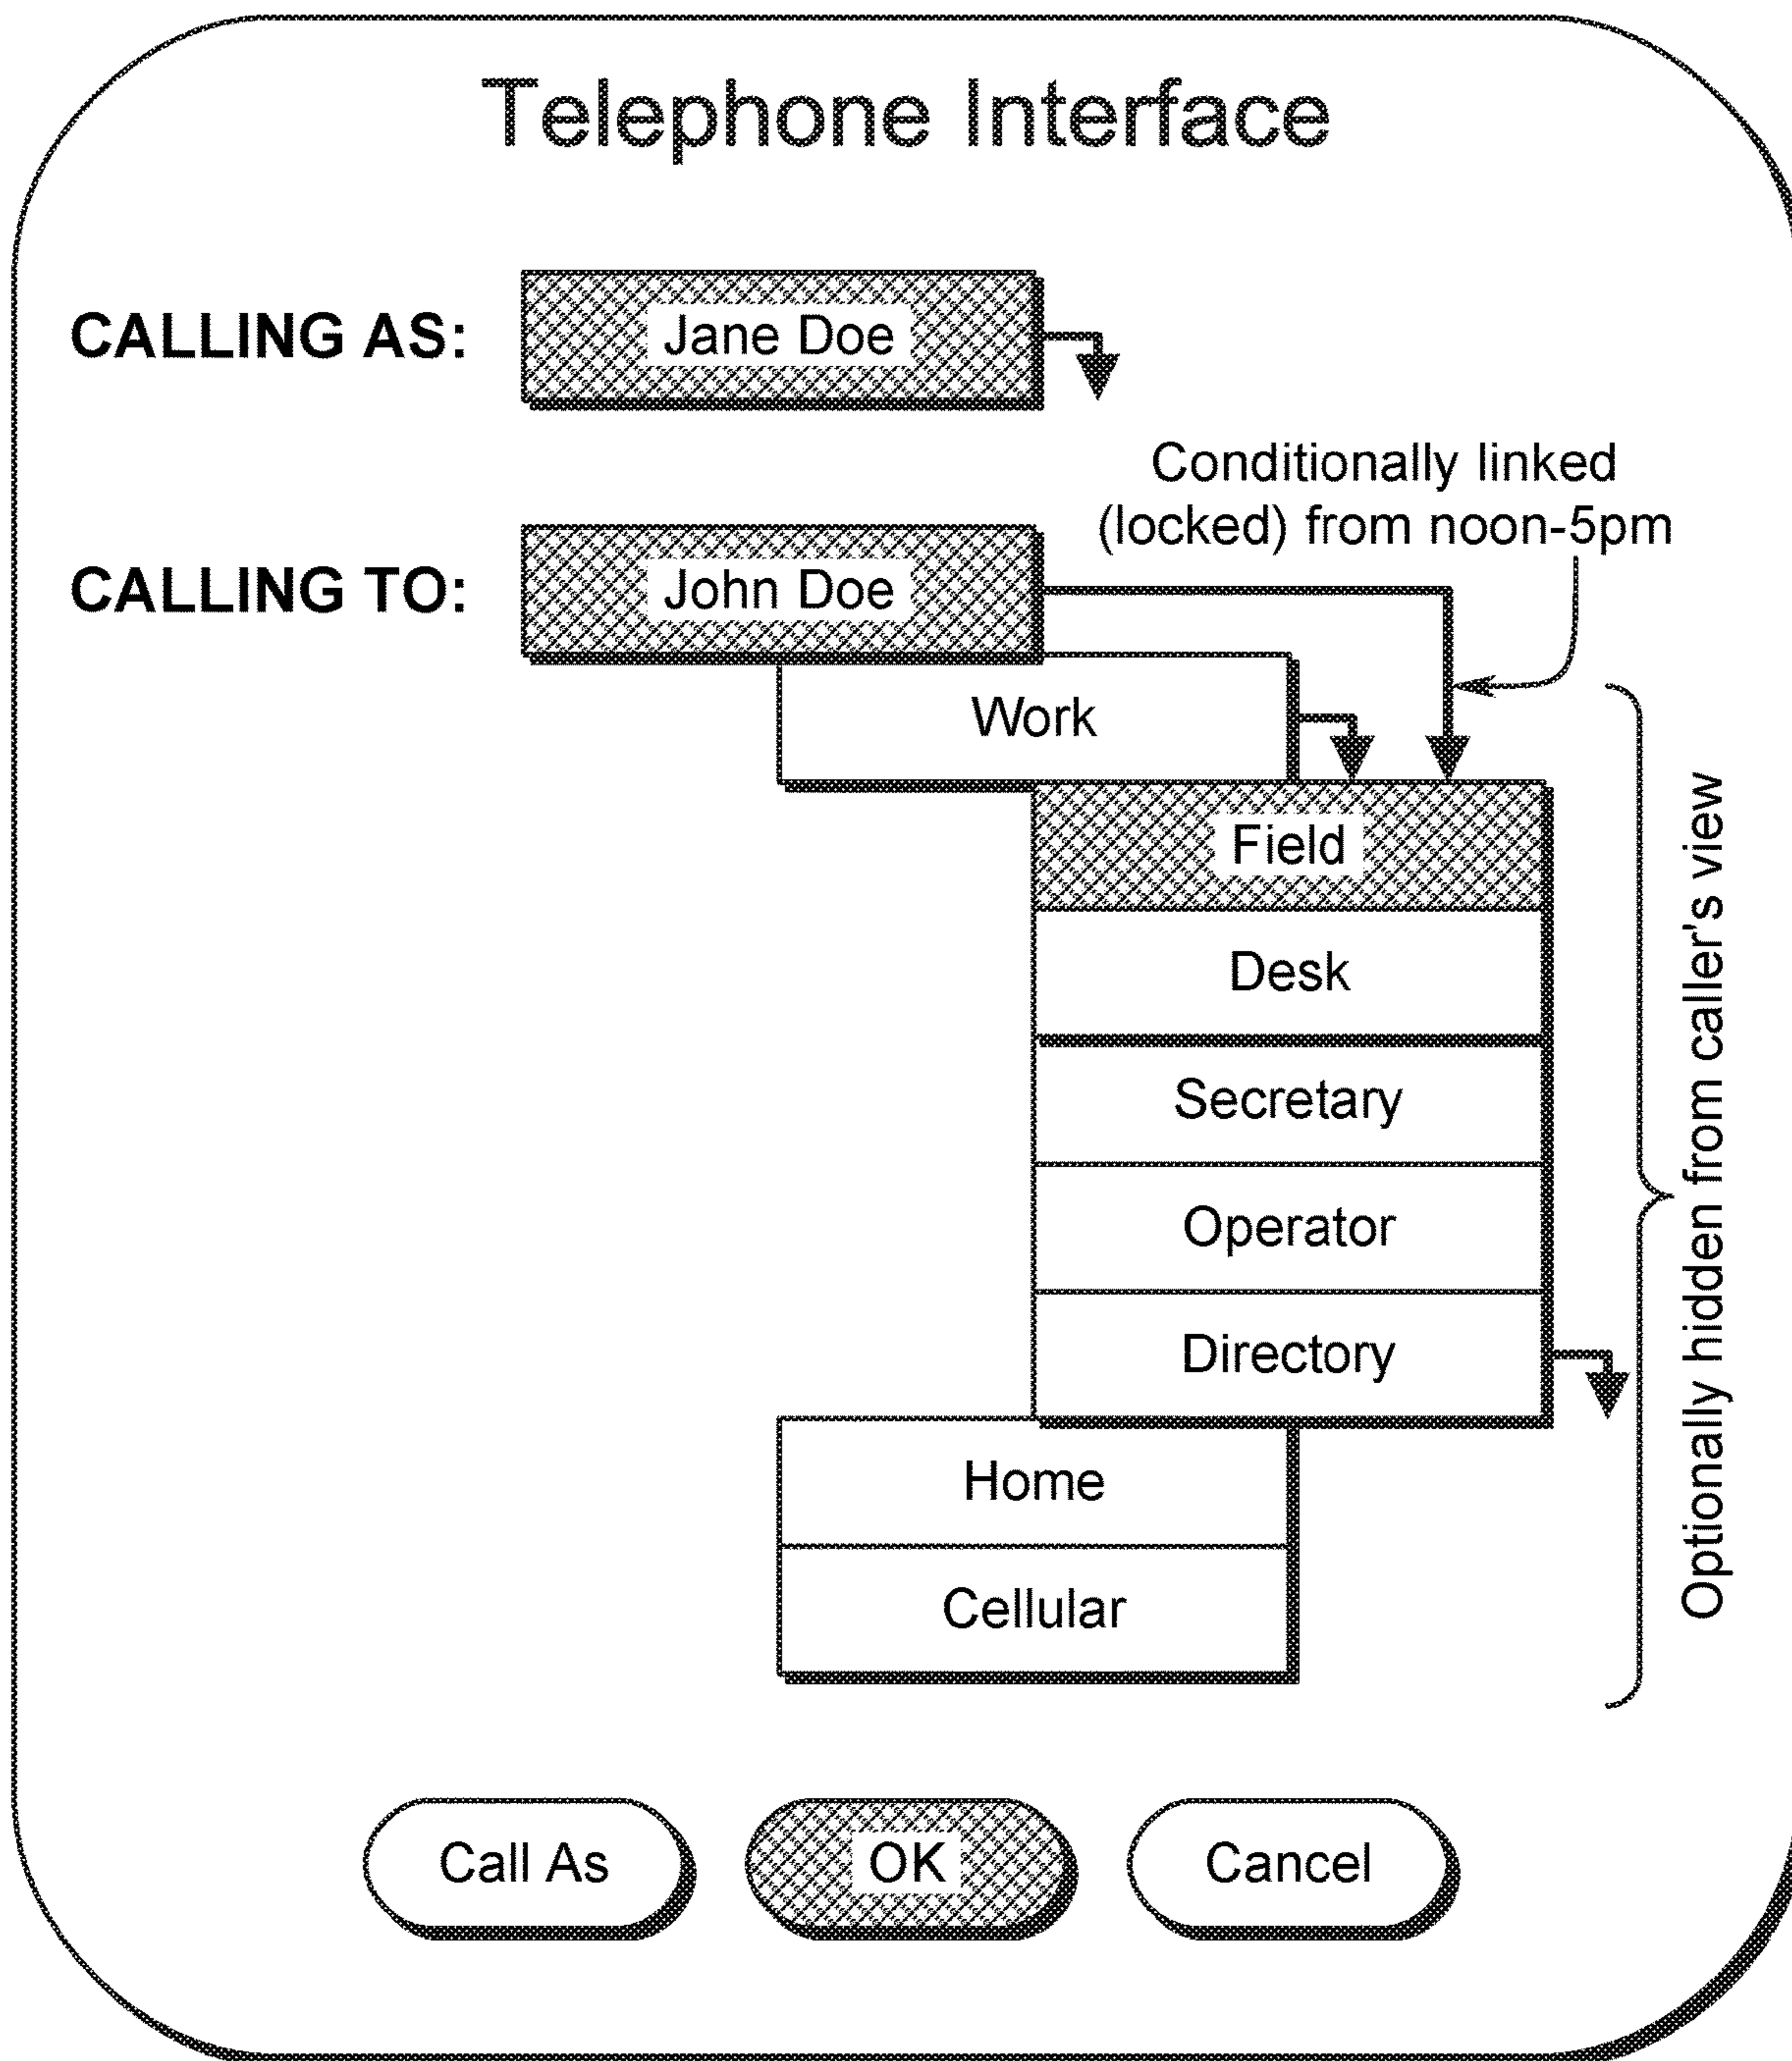 Telephone Interface
CALLING AS:
Jane Doe
Conditionally linked
(locked) from noon-5pm
CALLING TO:
John Doe
Work
Field
Desk
Secretary
Operator
Directory
Home
Cellular
Optionally hidden from caller's view
Call As
OK
Cancel